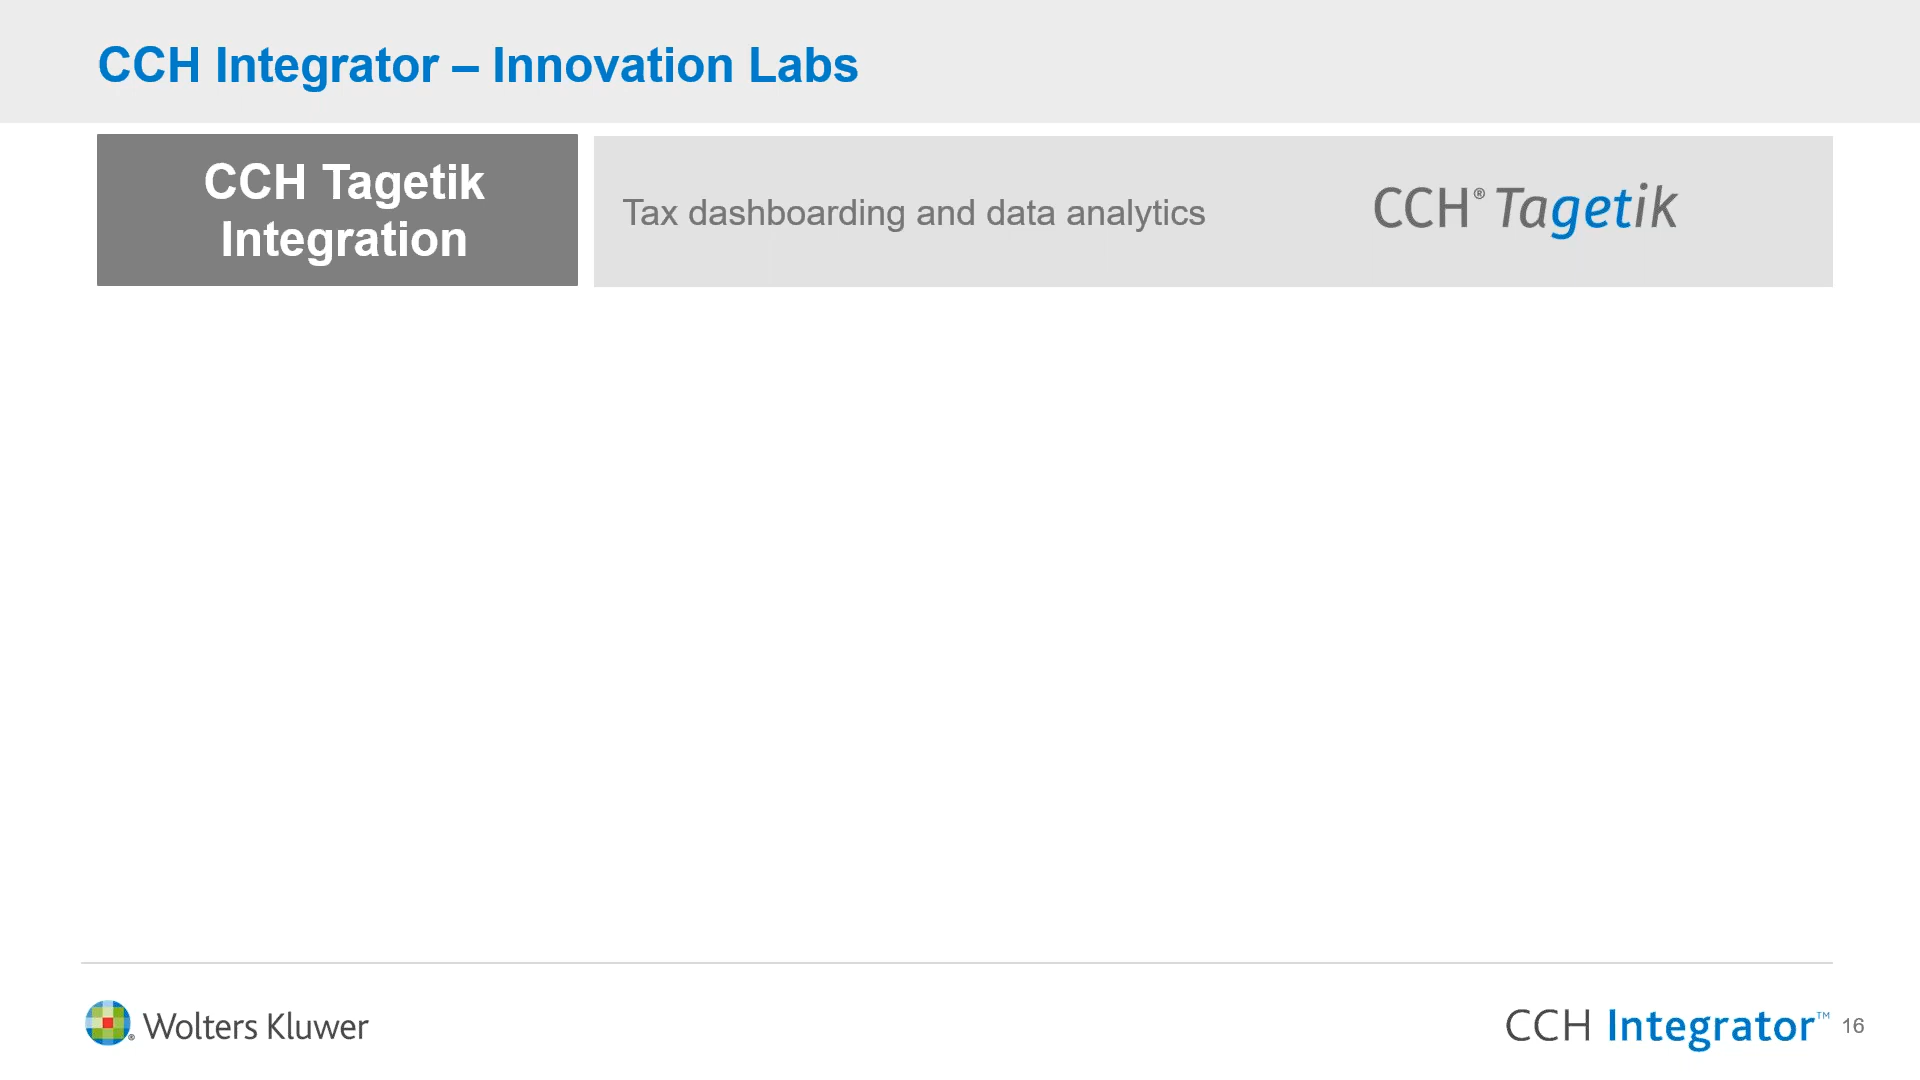 CCH Integrator – Innovation Labs
CCH Tagetik
Integration
Tax dashboarding and data analytics
CCH® Tagetik
Wolters Kluwer®
CCH Integrator™ 16